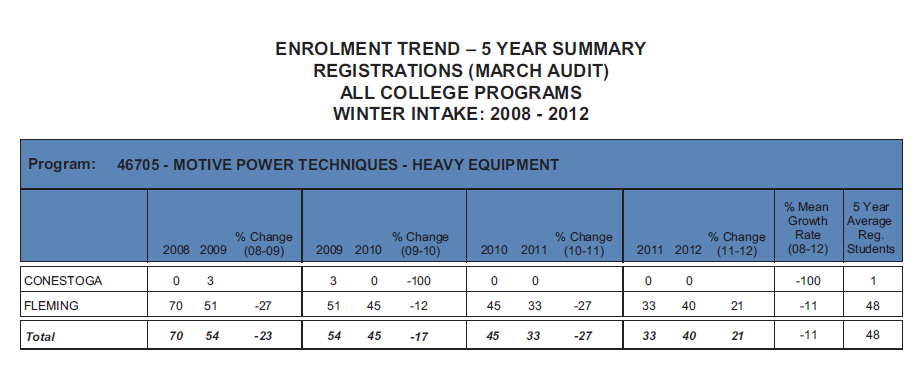 ENROLMENT TREND – 5 YEAR SUMMARY
REGISTRATIONS (MARCH AUDIT)
ALL COLLEGE PROGRAMS
WINTER INTAKE: 2008 - 2012
Program: 46705 - MOTIVE POWER TECHNIQUES - HEAVY EQUIPMENT
2008 2009 % Change (08-09) 2009 2010 % Change (09-10) 2010 2011 % Change (10-11) 2011 2012 % Change (11-12) % Mean Growth Rate (08-12) 5 Year Average Reg. Students
CONESTOGA 0 3 3 0 -100 0 0 0 0 -100 1
FLEMING 70 51 -27 51 45 -12 45 33 -27 33 40 21 -11 48
Total 70 54 -23 54 45 -17 45 33 -27 33 40 21 -11 48